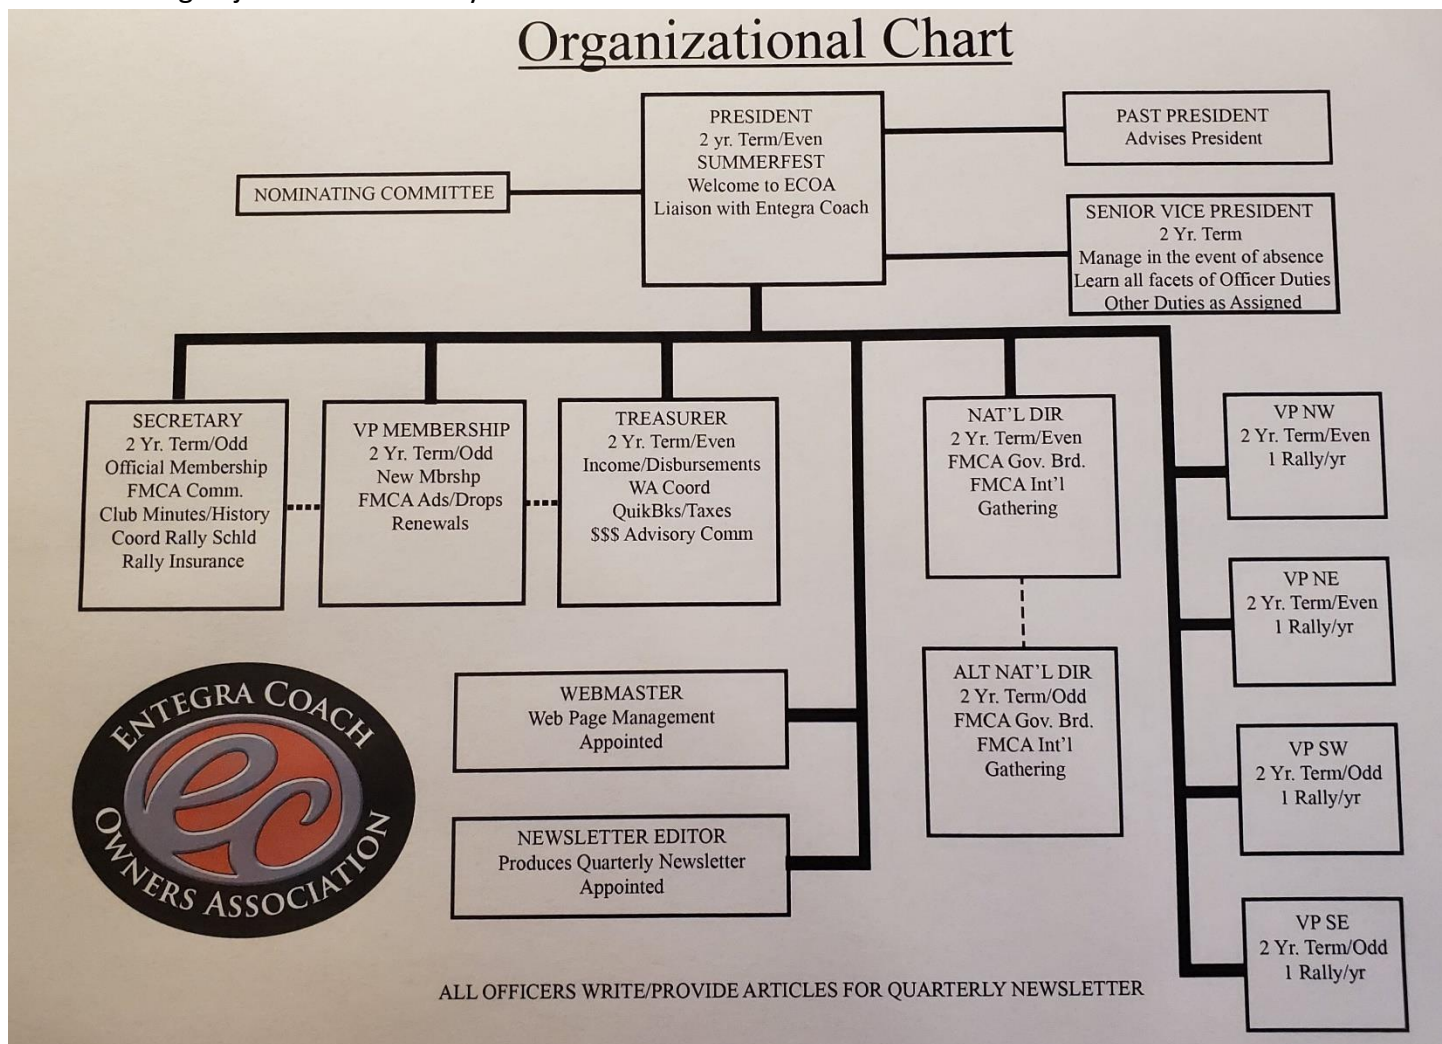 Organizational Chart
PRESIDENT
2 yr. Term/Even
SUMMERFEST
Welcome to ECOA
Liaison with Entegra Coach
PAST PRESIDENT
Advises President
NOMINATING COMMITTEE
SENIOR VICE PRESIDENT
2 Yr. Term
Manage in the event of absence
Learn all facets of Officer Duties
Other Duties as Assigned
SECRETARY
2 Yr. Term/Odd
Official Membership
FMCA Comm.
Club Minutes/History
Coord Rally Schld
Rally Insurance
VP MEMBERSHIP
2 Yr. Term/Odd
New Mbrshp
FMCA Ads/Drops
Renewals
TREASURER
2 Yr. Term/Even
Income/Disbursements
WA Coord
QuikBks/Taxes
$$$ Advisory Comm
NAT'L DIR
2 Yr. Term/Even
FMCA Gov. Brd.
FMCA Int'l
Gathering
VP NW
2 Yr. Term/Even
1 Rally/yr
VP NE
2 Yr. Term/Even
1 Rally/yr
ALT NAT'L DIR
2 Yr. Term/Odd
FMCA Gov. Brd.
FMCA Int'l
Gathering
WEBMASTER
Web Page Management
Appointed
VP SW
2 Yr. Term/Odd
1 Rally/yr
NEWSLETTER EDITOR
Produces Quarterly Newsletter
Appointed
VP SE
2 Yr. Term/Odd
1 Rally/yr
ENTEGRA COACH
ec
OWNERS ASSOCIATION
ALL OFFICERS WRITE/PROVIDE ARTICLES FOR QUARTERLY NEWSLETTER